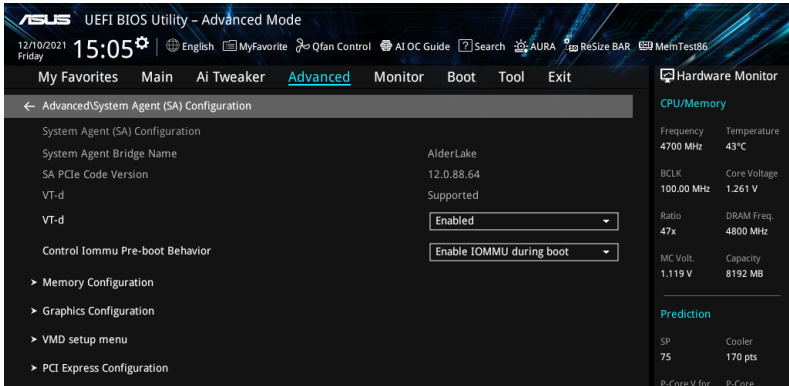 ASUS UEFI BIOS Utility – Advanced Mode
12/10/2021 Friday 15:05 English MyFavorite Qfan Control AI OC Guide ? Search AURA ReSize BAR MemTest86
My Favorites Main Ai Tweaker Advanced Monitor Boot Tool Exit
← Advanced\System Agent (SA) Configuration
System Agent (SA) Configuration
System Agent Bridge Name AlderLake
SA PCIe Code Version 12.0.88.64
VT-d Supported
VT-d Enabled
Control Iommu Pre-boot Behavior Enable IOMMU during boot
> Memory Configuration
> Graphics Configuration
> VMD setup menu
> PCI Express Configuration
Hardware Monitor
CPU/Memory
Frequency Temperature
4700 MHz 43°C
BCLK Core Voltage
100.00 MHz 1.261 V
Ratio DRAM Freq.
47x 4800 MHz
MC Volt. Capacity
1.119 V 8192 MB
Prediction
SP Cooler
75 170 pts
P-Core V for P-Core